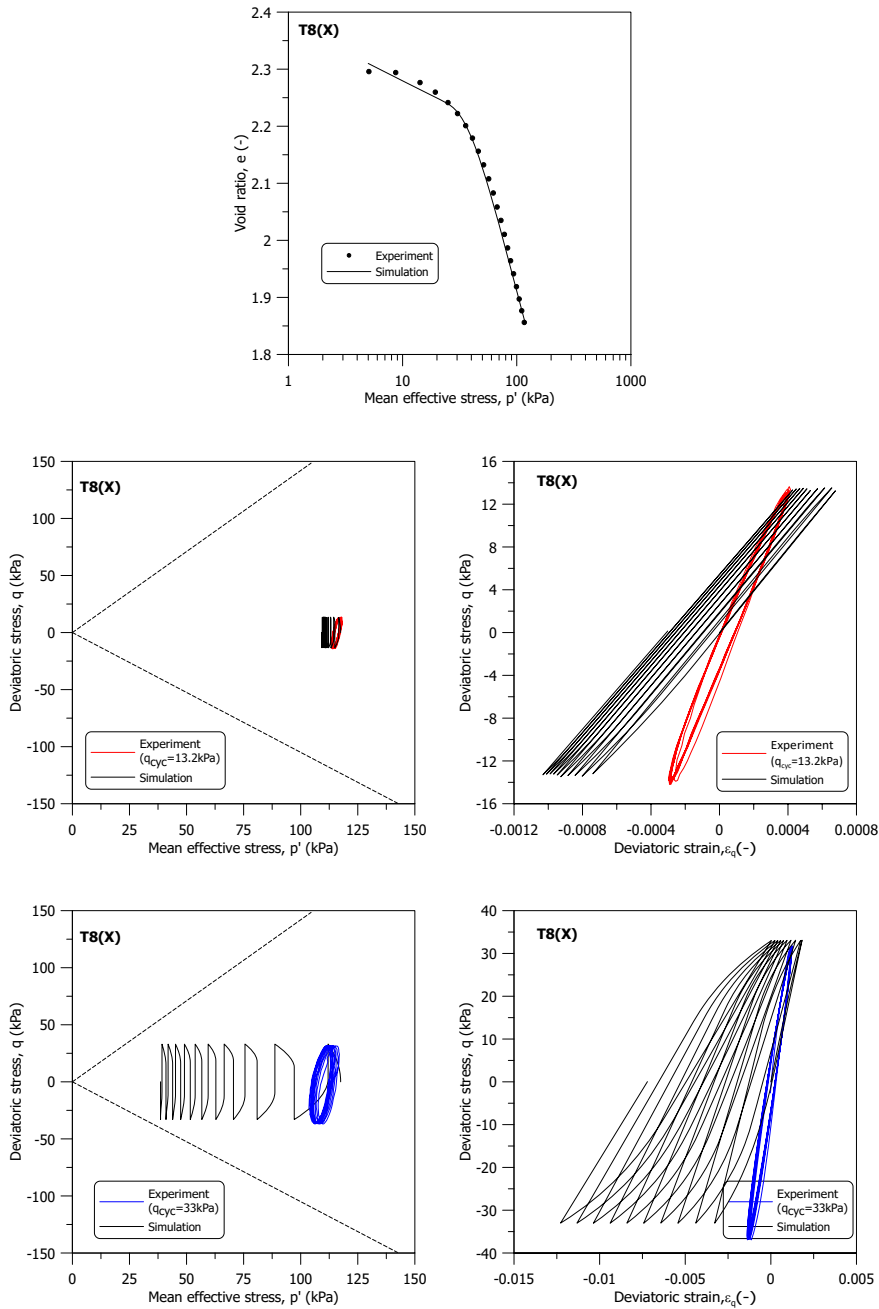 T8(X)
2.4
2.3
2.2
2.1
2
1.9
1.8
Void ratio, e (-)
Experiment
Simulation
1 10 100 1000
Mean effective stress, p' (kPa)
T8(X)
150
100
50
0
-50
-100
-150
Deviatoric stress, q (kPa)
Experiment
(qcyc=13.2kPa)
Simulation
0 25 50 75 100 125 150
Mean effective stress, p' (kPa)
T8(X)
16
12
8
4
0
-4
-8
-12
-16
Deviatoric stress, q (kPa)
Experiment
(qcyc=13.2kPa)
Simulation
-0.0012 -0.0008 -0.0004 0 0.0004 0.0008
Deviatoric strain,εq(-)
T8(X)
150
100
50
0
-50
-100
-150
Deviatoric stress, q (kPa)
Experiment
(qcyc=33kPa)
Simulation
0 25 50 75 100 125 150
Mean effective stress, p' (kPa)
T8(X)
40
30
20
10
0
-10
-20
-30
-40
Deviatoric stress, q (kPa)
Experiment
(qcyc=33kPa)
Simulation
-0.015 -0.01 -0.005 0 0.005
Deviatoric strain,εq(-)